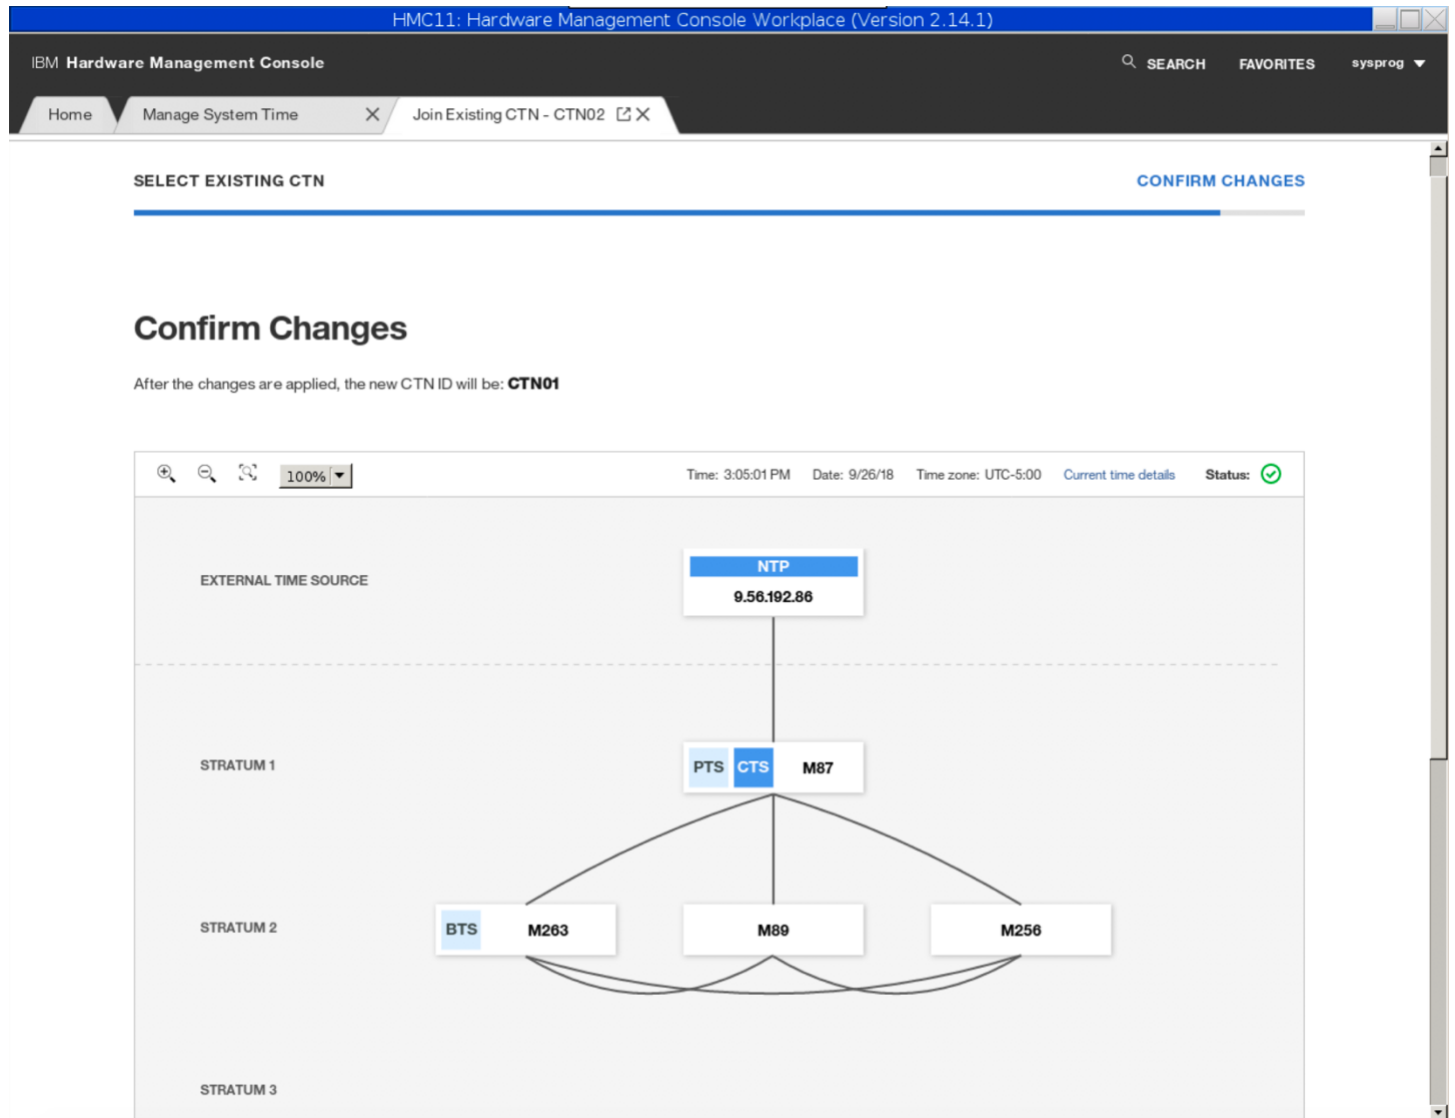 HMC11: Hardware Management Console Workplace (Version 2.14.1)
IBM Hardware Management Console
SEARCH FAVORITES sysprog
Home Manage System Time Join Existing CTN - CTN02
SELECT EXISTING CTN CONFIRM CHANGES
Confirm Changes
After the changes are applied, the new CTN ID will be: CTN01
100% Time: 3:05:01 PM Date: 9/26/18 Time zone: UTC-5:00 Current time details Status:
NTP
EXTERNAL TIME SOURCE
9.56.192.86
STRATUM 1 PTS CTS M87
STRATUM 2 BTS M263 M89 M256
STRATUM 3